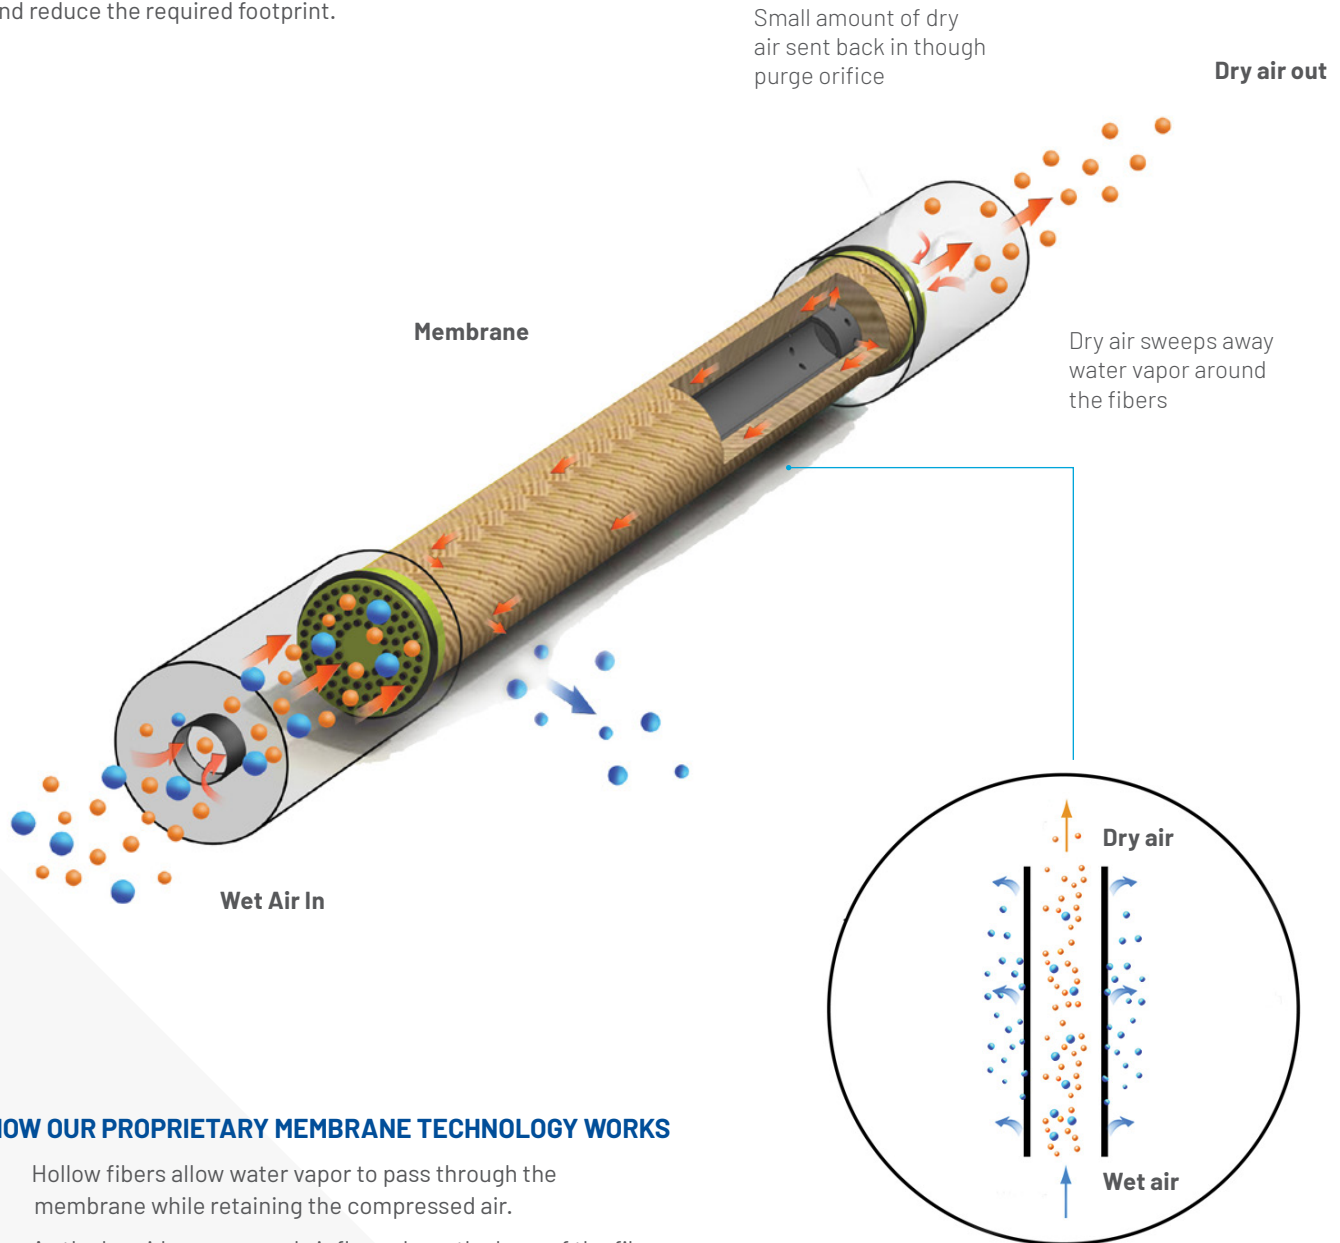 and reduce the required footprint.
Small amount of dry
air sent back in though
purge orifice
Dry air out
Membrane
Dry air sweeps away
water vapor around
the fibers
Wet Air In
Dry air
Wet air
HOW OUR PROPRIETARY MEMBRANE TECHNOLOGY WORKS
Hollow fibers allow water vapor to pass through the
membrane while retaining the compressed air.